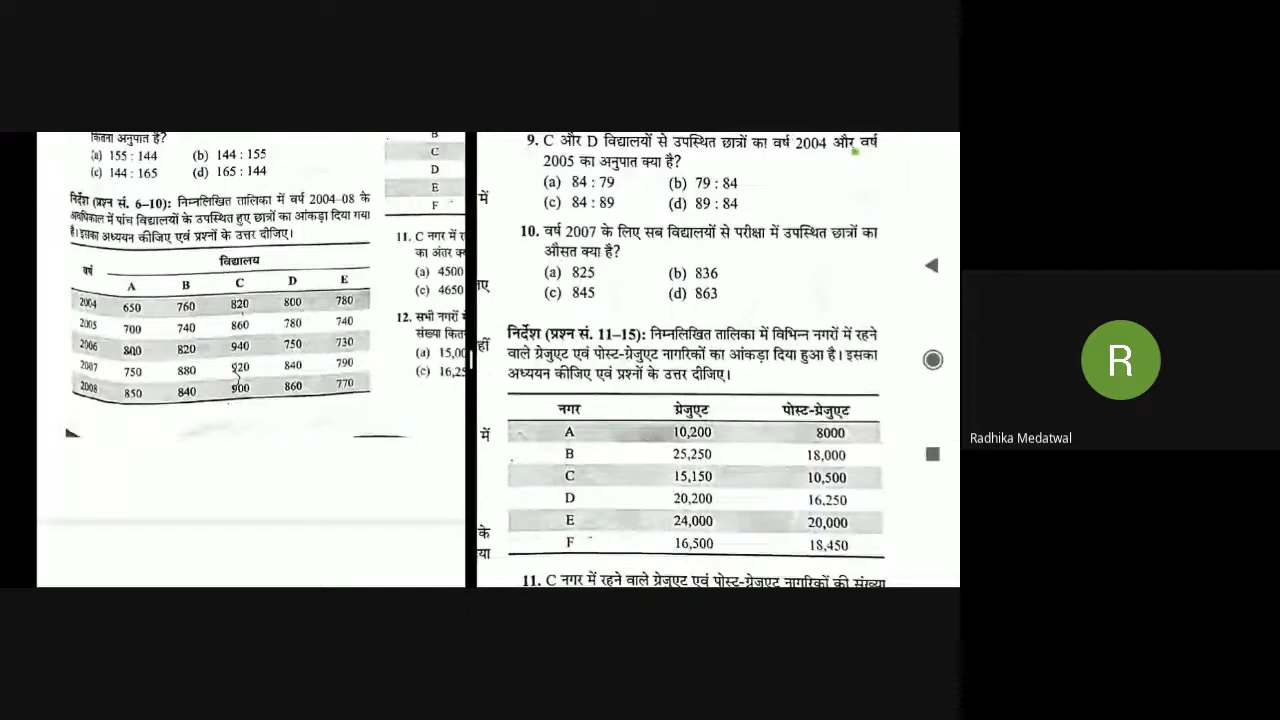 कितना अनुपात है?
(a) 155 : 144 (b) 144 : 155
(c) 144 : 165 (d) 165 : 144
निर्देश (प्रश्न सं. 6–10): निम्नलिखित तालिका में वर्ष 2004–08 के
अवधिकाल में पांच विद्यालयों के उपस्थित हुए छात्रों का आंकड़ा दिया गया
है। इसका अध्ययन कीजिए एवं प्रश्नों के उत्तर दीजिए।
वर्ष विद्यालय
A B C D E
2004 650 760 820 800 780
2005 700 740 860 780 740
2006 800 820 940 750 730
2007 750 880 920 840 790
2008 850 840 900 860 770
B
C
D
E
F
11. C नगर में
का अंतर
(a) 4500
(c) 4650
12. सभी नगरों
संख्या
(a) 15,00
(c) 16,25
में
हीं
में
के
या
9. C और D विद्यालयों से उपस्थित छात्रों का वर्ष 2004 और वर्ष
2005 का अनुपात क्या है?
(a) 84 : 79 (b) 79 : 84
(c) 84 : 89 (d) 89 : 84
10. वर्ष 2007 के लिए सब विद्यालयों से परीक्षा में उपस्थित छात्रों का
औसत क्या है?
(a) 825 (b) 836
(c) 845 (d) 863
निर्देश (प्रश्न सं. 11–15): निम्नलिखित तालिका में विभिन्न नगरों में रहने
वाले ग्रेजुएट एवं पोस्ट-ग्रेजुएट नागरिकों का आंकड़ा दिया हुआ है। इसका
अध्ययन कीजिए एवं प्रश्नों के उत्तर दीजिए।
नगर ग्रेजुएट पोस्ट-ग्रेजुएट
A 10,200 8000
B 25,250 18,000
C 15,150 10,500
D 20,200 16,250
E 24,000 20,000
F 16,500 18,450
11. C नगर में रहने वाले ग्रेजुएट एवं पोस्ट-ग्रेजुएट नागरिकों की संख्या
R
Radhika Medatwal